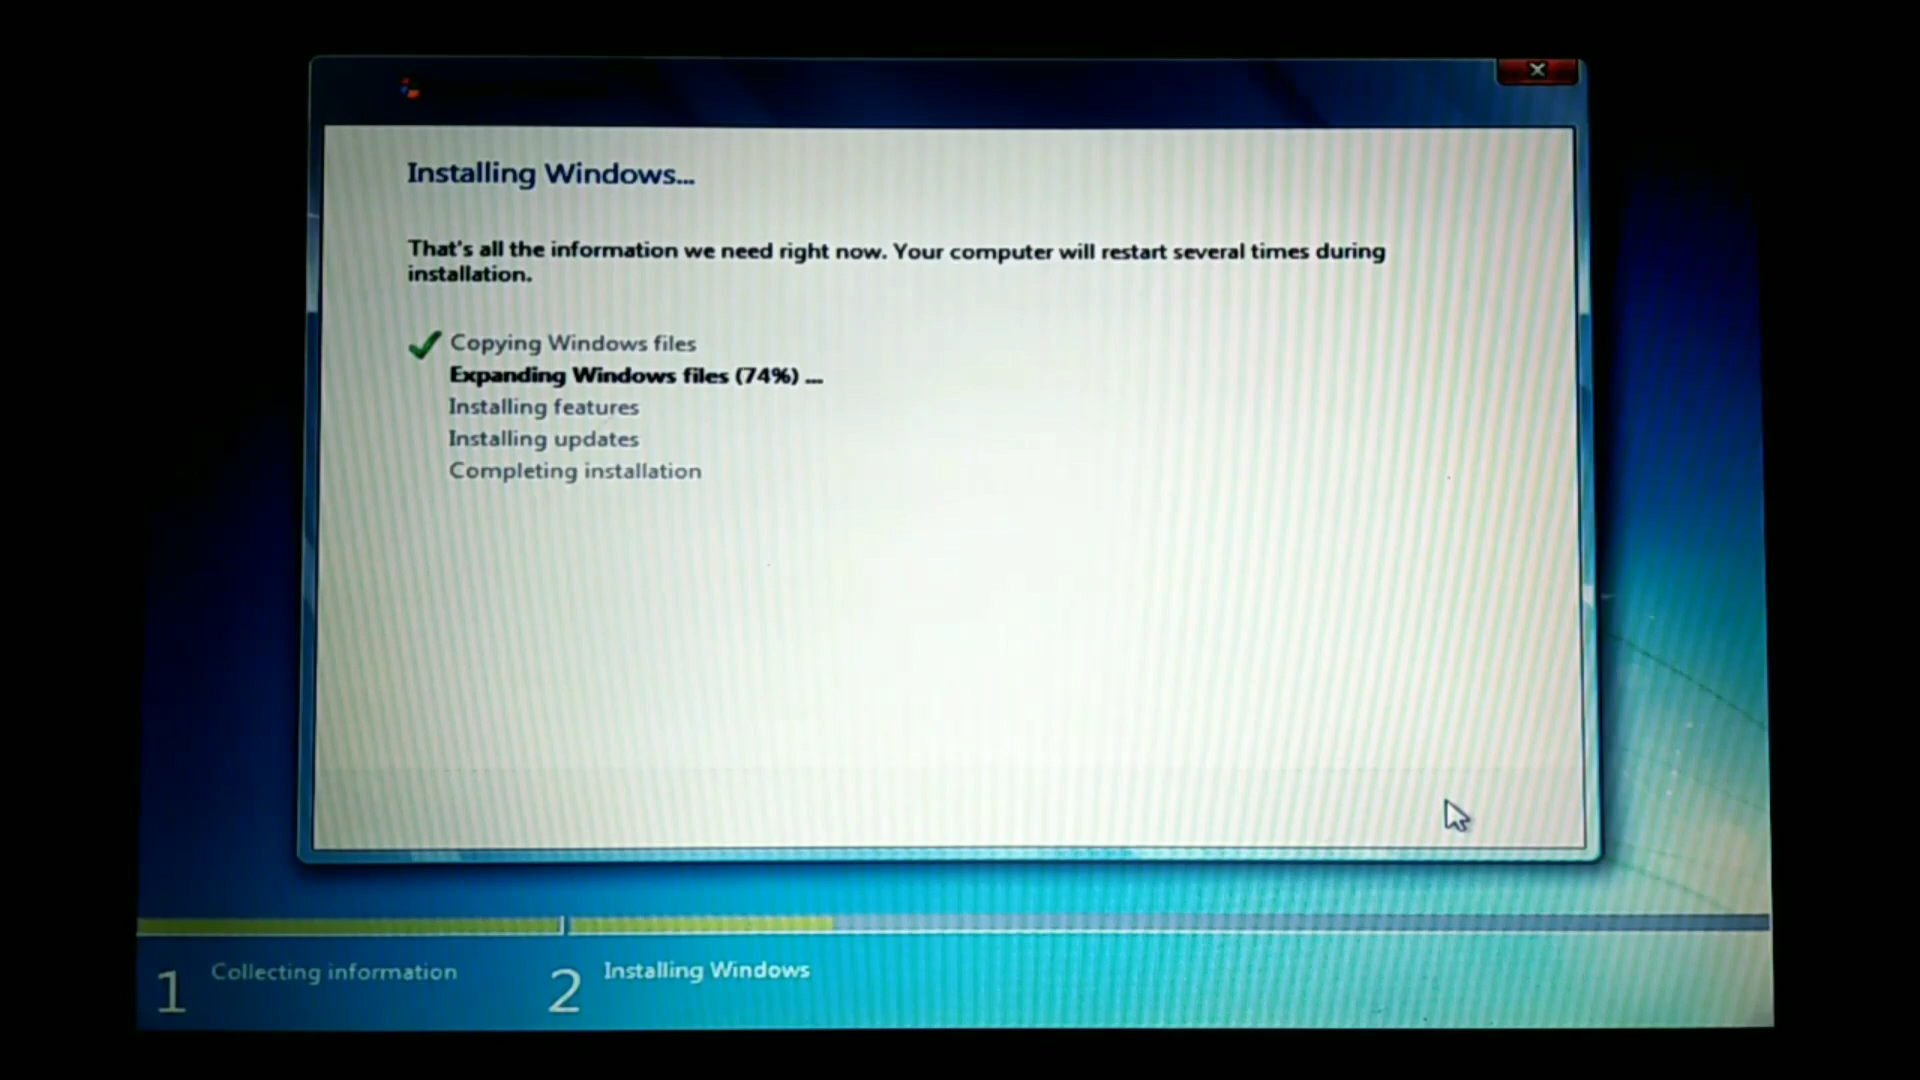 Installing Windows...
That's all the information we need right now. Your computer will restart several times during
installation.
Copying Windows files
Expanding Windows files (74%) ...
Installing features
Installing updates
Completing installation
1 Collecting information
2 Installing Windows